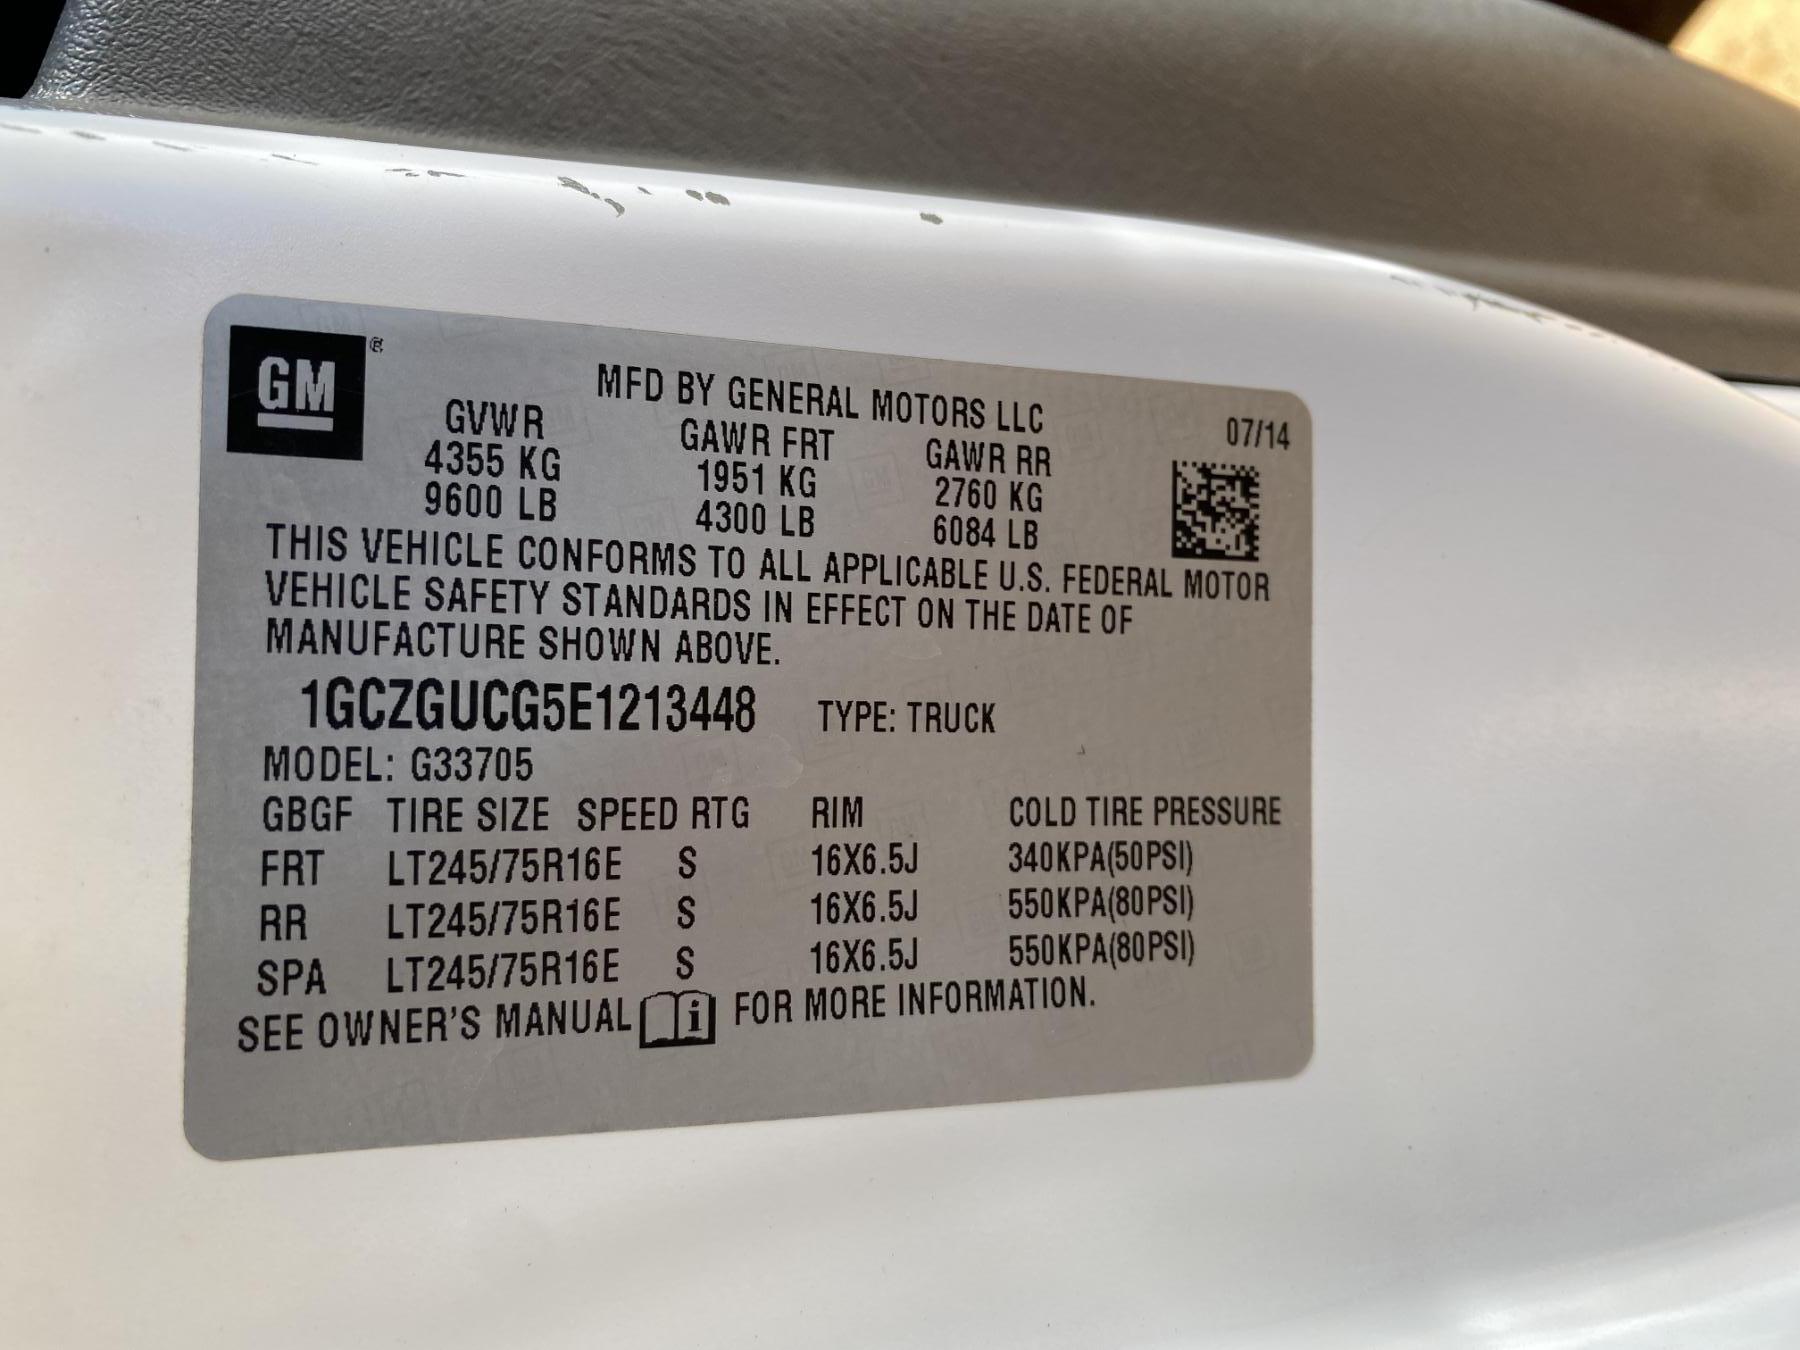 GM ®
MFD BY GENERAL MOTORS LLC
07/14
GVWR GAWR FRT GAWR RR
4355 KG 1951 KG 2760 KG
9600 LB 4300 LB 6084 LB
THIS VEHICLE CONFORMS TO ALL APPLICABLE U.S. FEDERAL MOTOR
VEHICLE SAFETY STANDARDS IN EFFECT ON THE DATE OF
MANUFACTURE SHOWN ABOVE.
1GCZGUCG5E1213448 TYPE: TRUCK
MODEL: G33705
GBGF TIRE SIZE SPEED RTG RIM COLD TIRE PRESSURE
FRT LT245/75R16E S 16X6.5J 340KPA(50PSI)
RR LT245/75R16E S 16X6.5J 550KPA(80PSI)
SPA LT245/75R16E S 16X6.5J 550KPA(80PSI)
SEE OWNER'S MANUAL i FOR MORE INFORMATION.